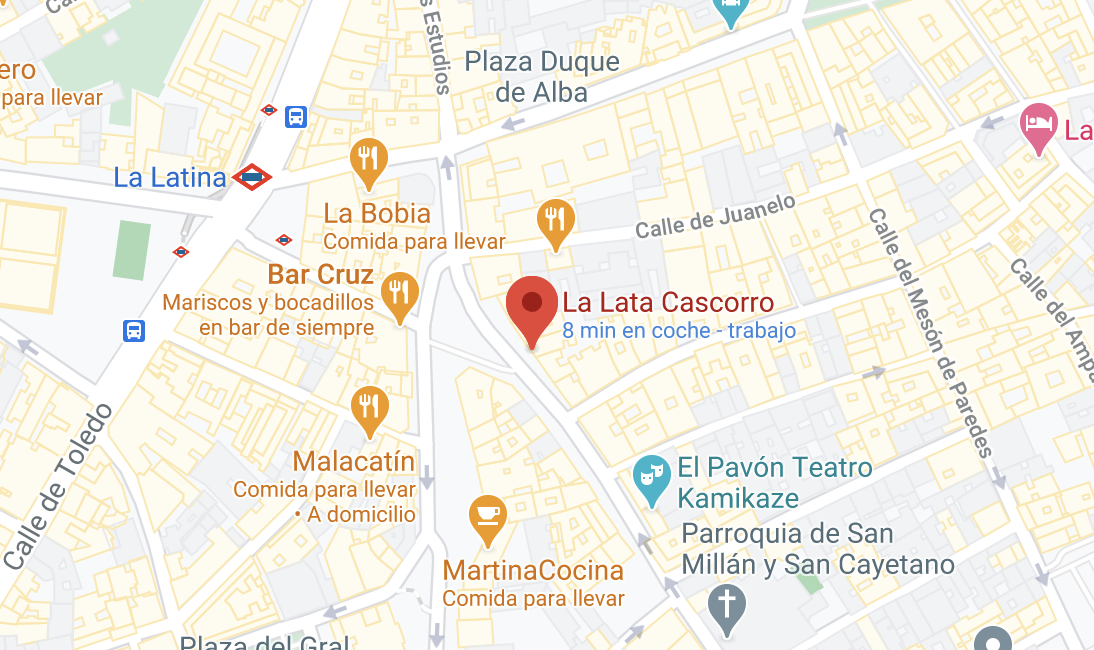 s Estudios
Plaza Duque
de Alba
ero
para llevar
La Latina
La
La Bobia
Comida para llevar
Calle de Juanelo
Calle del Mesón de Paredes
Calle del Ampa
Bar Cruz
Mariscos y bocadillos
en bar de siempre
La Lata Cascorro
8 min en coche - trabajo
Calle de Toledo
Malacatín
Comida para llevar
• A domicilio
El Pavón Teatro
Kamikaze
Parroquia de San
Millán y San Cayetano
MartinaCocina
Comida para llevar
Plaza del Gral